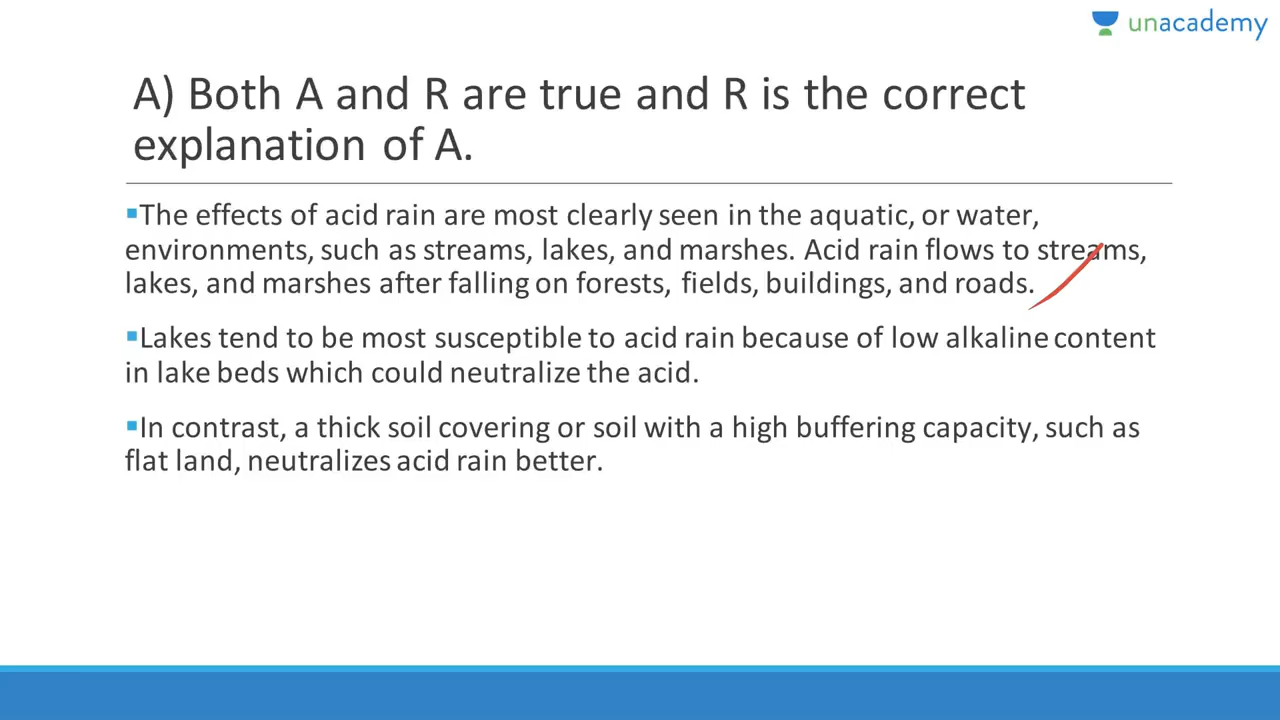 unacademy
A) Both A and R are true and R is the correct
explanation of A.
▪The effects of acid rain are most clearly seen in the aquatic, or water,
environments, such as streams, lakes, and marshes. Acid rain flows to streams,
lakes, and marshes after falling on forests, fields, buildings, and roads.
▪Lakes tend to be most susceptible to acid rain because of low alkaline content
in lake beds which could neutralize the acid.
▪In contrast, a thick soil covering or soil with a high buffering capacity, such as
flat land, neutralizes acid rain better.